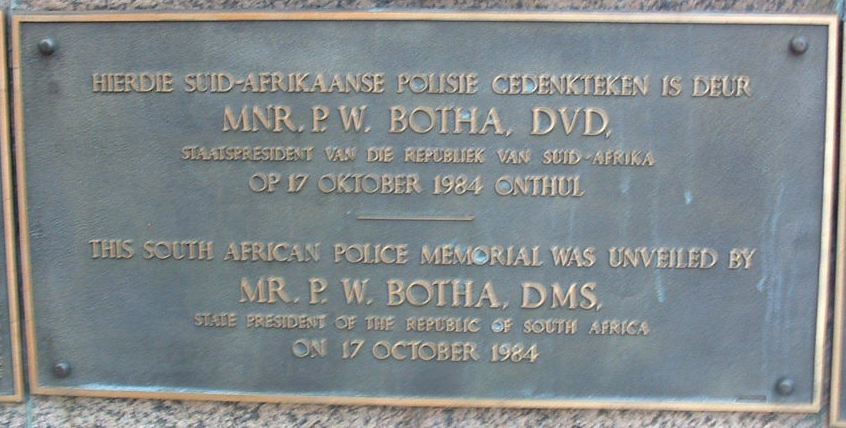 HIERDIE SUID-AFRIKAANSE POLISIE GEDENKTEKEN IS DEUR
MNR. P. W. BOTHA, DVD,
STAATSPRESIDENT VAN DIE REPUBLIEK VAN SUID-AFRIKA
OP 17 OKTOBER 1984 ONTHUL
THIS SOUTH AFRICAN POLICE MEMORIAL WAS UNVEILED BY
MR. P. W. BOTHA, DMS,
STATE PRESIDENT OF THE REPUBLIC OF SOUTH AFRICA
ON 17 OCTOBER 1984